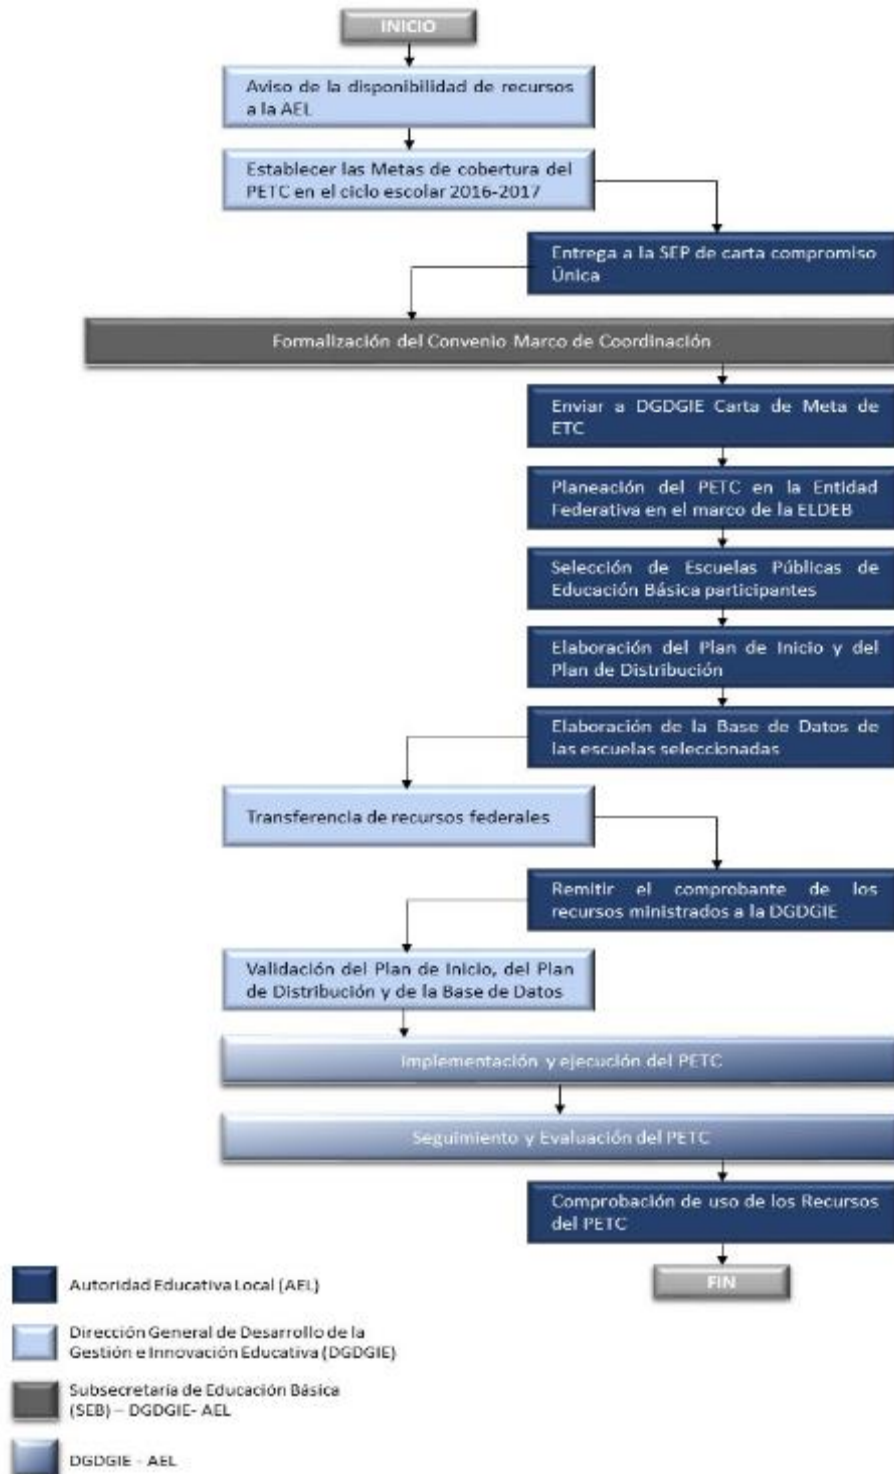 INICIO
Aviso de la disponibilidad de recursos
a la AEL
Establecer las Metas de cobertura del
PETC en el ciclo escolar 2016-2017
Entrega a la SEP de carta compromiso
Única
Formalización del Convenio Marco de Coordinación
Enviar a DGDGIE Carta de Meta de
ETC
Planeación del PETC en la Entidad
Federativa en el marco de la ELDEB
Selección de Escuelas Públicas de
Educación Básica participantes
Elaboración del Plan de Inicio y del
Plan de Distribución
Elaboración de la Base de Datos de
las escuelas seleccionadas
Transferencia de recursos federales
Remitir el comprobante de los
recursos ministrados a la DGDGIE
Validación del Plan de Inicio, del Plan
de Distribución y de la Base de Datos
Implementación y ejecución del PETC
Seguimiento y Evaluación del PETC
Comprobación de uso de los Recursos
del PETC
FIN
Autoridad Educativa Local (AEL)
Dirección General de Desarrollo de la
Gestión e Innovación Educativa (DGDGIE)
Subsecretaría de Educación Básica
(SEB) – DGDGIE- AEL
DGDGIE - AEL